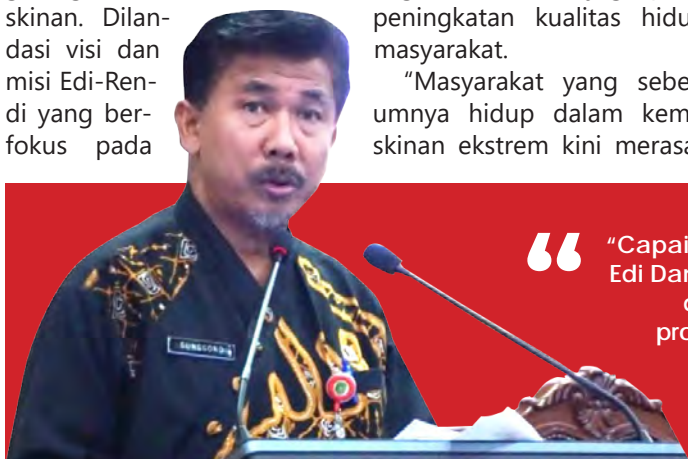 skinan. Dilan-
dasi visi dan
misi Edi-Ren-
di yang ber-
fokus pada
peningkatan kualitas hidu
masyarakat.
“Masyarakat yang sebe
umnya hidup dalam kem
skinan ekstrem kini merasa
“Capai
Edi Dar
pro
SUNGGONO